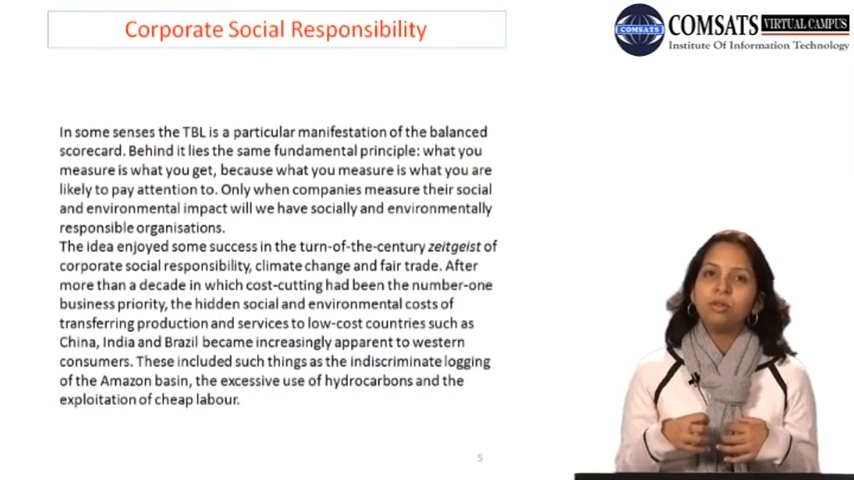 Corporate Social Responsibility
COMSATS
COMSATS VIRTUAL CAMPUS
Institute Of Information Technology
In some senses the TBL is a particular manifestation of the balanced
scorecard. Behind it lies the same fundamental principle: what you
measure is what you get, because what you measure is what you are
likely to pay attention to. Only when companies measure their social
and environmental impact will we have socially and environmentally
responsible organisations.
The idea enjoyed some success in the turn-of-the-century zeitgeist of
corporate social responsibility, climate change and fair trade. After
more than a decade in which cost-cutting had been the number-one
business priority, the hidden social and environmental costs of
transferring production and services to low-cost countries such as
China, India and Brazil became increasingly apparent to western
consumers. These included such things as the indiscriminate logging
of the Amazon basin, the excessive use of hydrocarbons and the
exploitation of cheap labour.
5